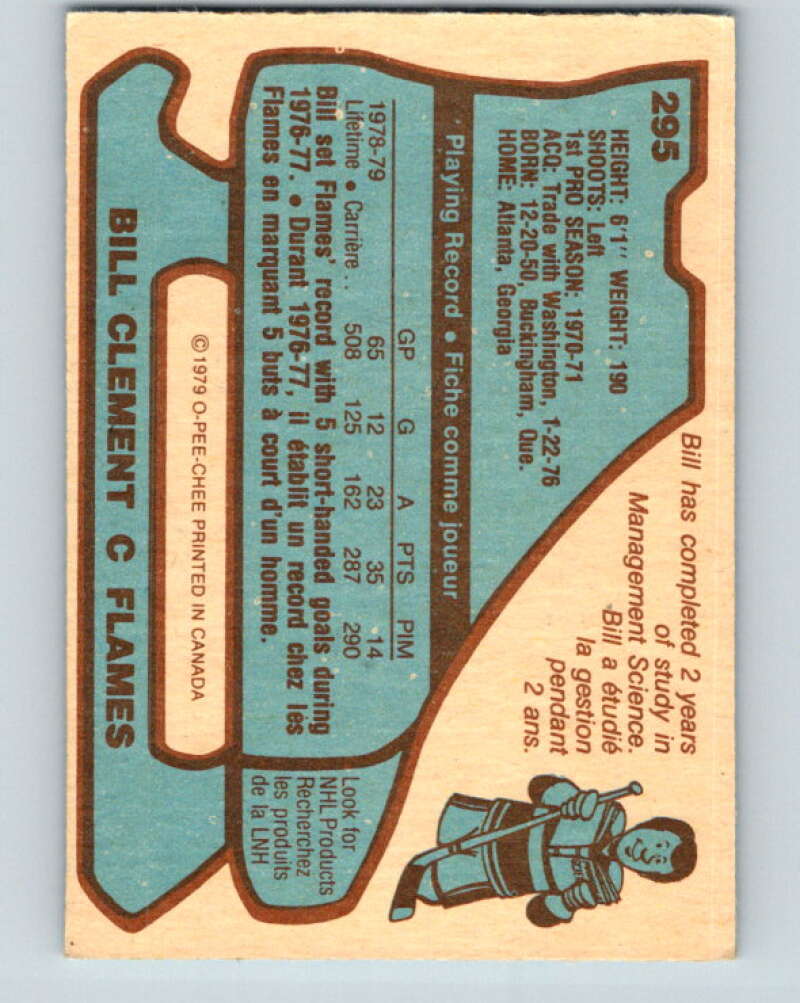 295
HEIGHT: 6'1" WEIGHT: 190
SHOOTS: Left
1st PRO SEASON: 1970-71
ACQ: Trade with Washington, 1-22-76
BORN: 12-20-50, Buckingham, Que.
HOME: Atlanta, Georgia
Bill has completed 2 years
of study in
Management Science.
Bill a étudié
la gestion
pendant
2 ans.
Playing Record • Fiche comme joueur
GP G A PTS PIM
1978-79 65 12 23 35 14
Lifetime • Carrière . . 508 125 162 287 290
Bill set Flames' record with 5 short-handed goals during
1976-77. • Durant 1976-77, il établit un record chez les
Flames en marquant 5 buts à court d'un homme.
Look for
NHL Products
Recherchez
les produits
de la LNH
©1979 O-PEE-CHEE PRINTED IN CANADA
BILL CLEMENT C FLAMES